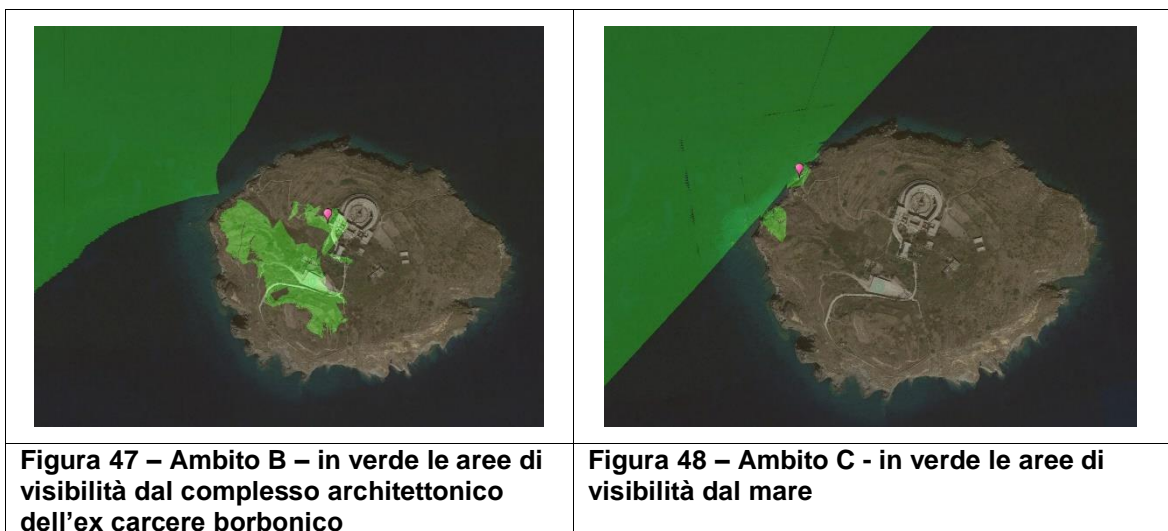 Figura 47 – Ambito B – in verde le aree di
visibilità dal complesso architettonico
dell'ex carcere borbonico
Figura 48 – Ambito C - in verde le aree di
visibilità dal mare